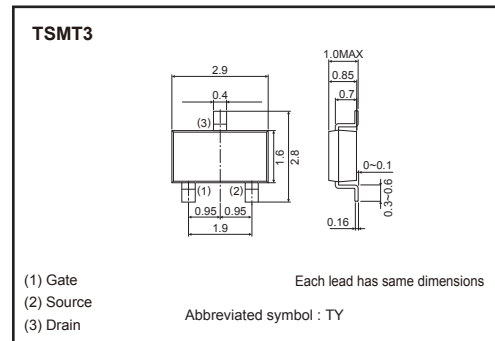 TSMT3
1.0MAX
2.9
0.85
0.4
0.7
(3)
1.6
2.8
0~0.1
(1)
(2)
0.3~0.6
0.95
0.95
0.16
1.9
(1) Gate
Each lead has same dimensions
(2) Source
Abbreviated symbol : TY
(3) Drain